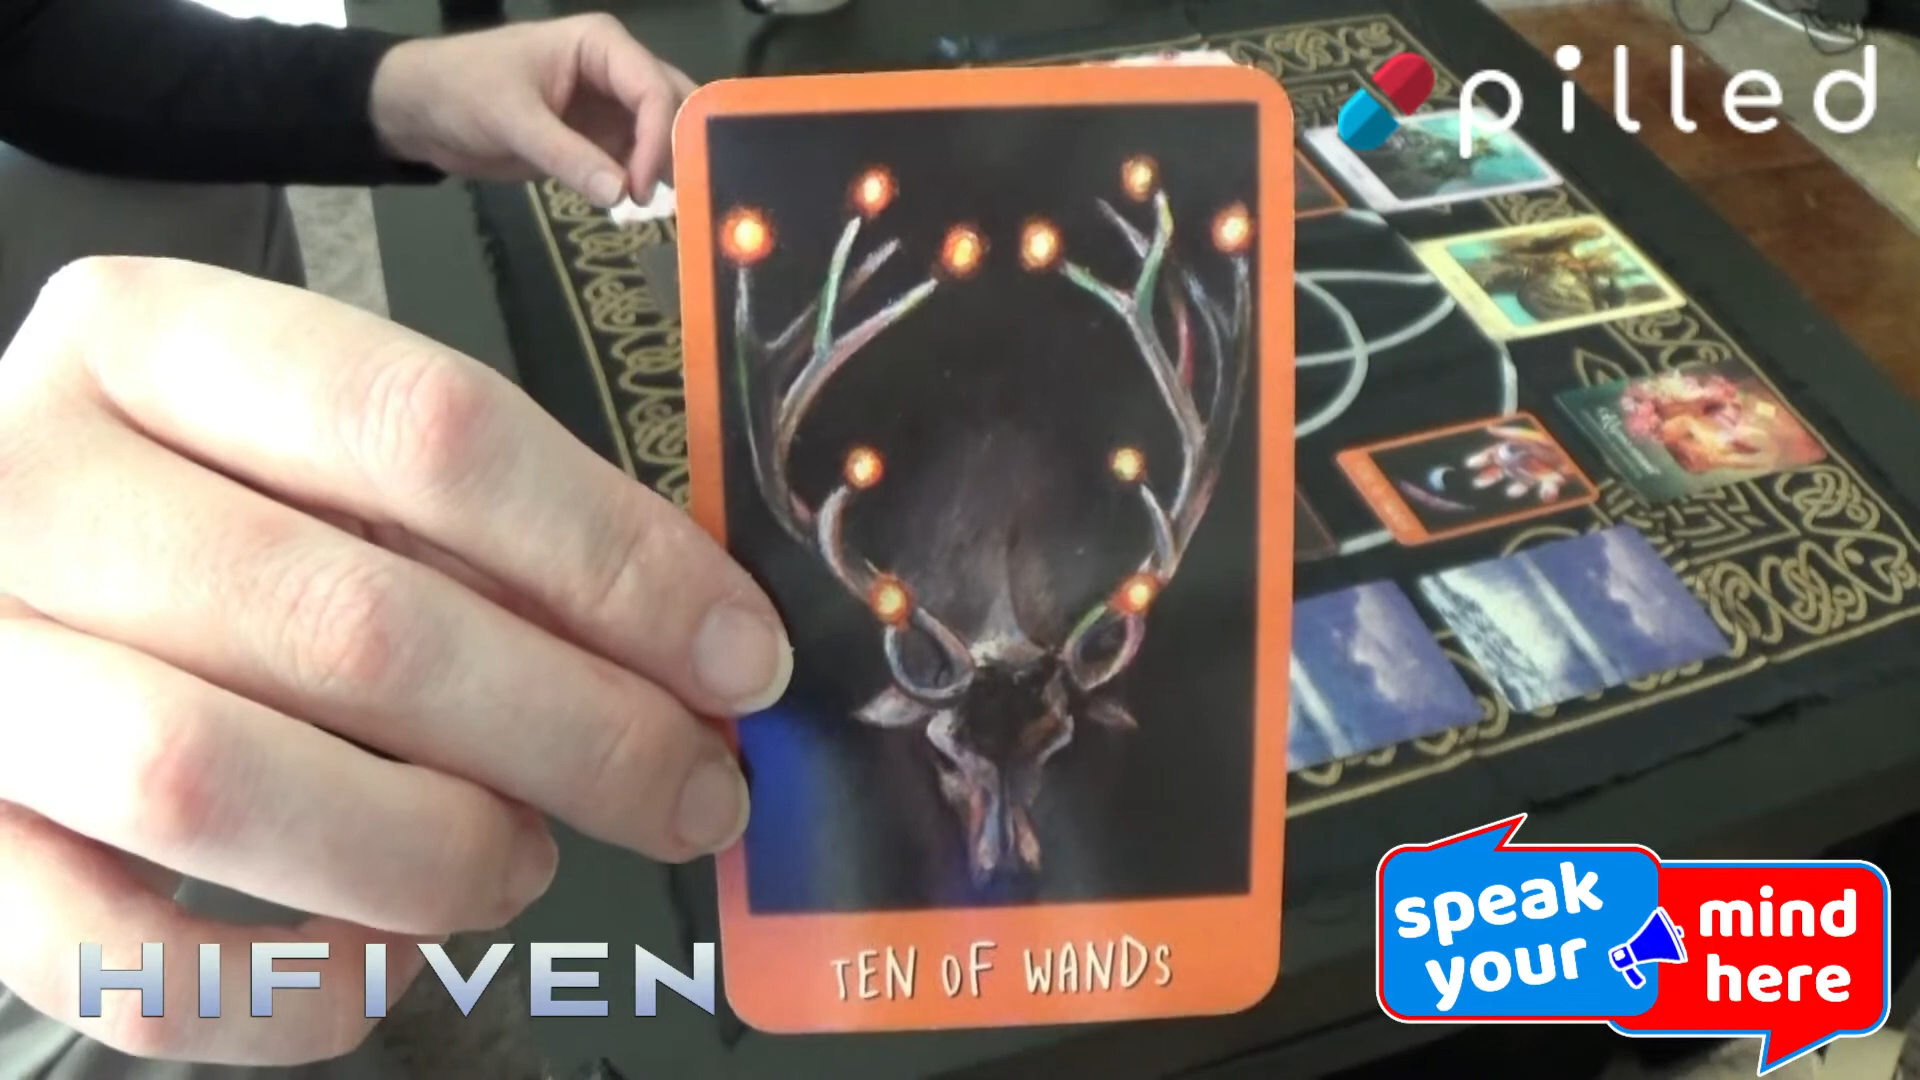 pilled
speak
your
mind
here
HIFIVEN
TEN OF WANDS